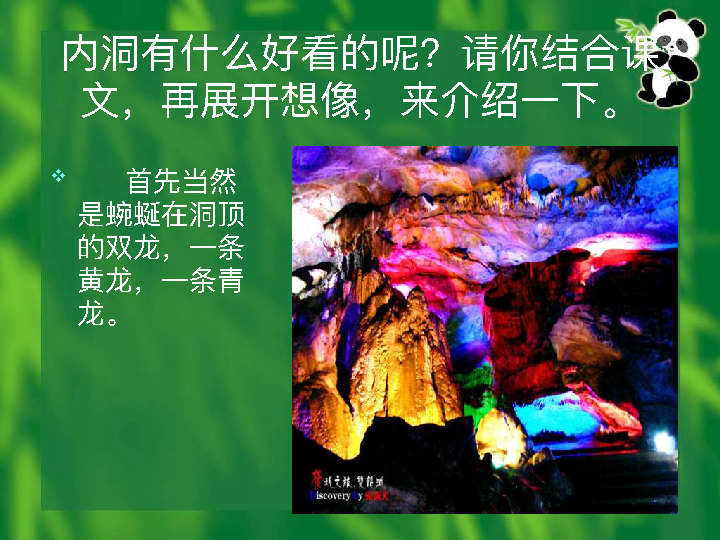 内洞有什么好看的呢？请你结合课
文，再展开想像，来介绍一下。
首先当然
是蜿蜒在洞顶
的双龙，一条
黄龙，一条青
龙。
Discovery by